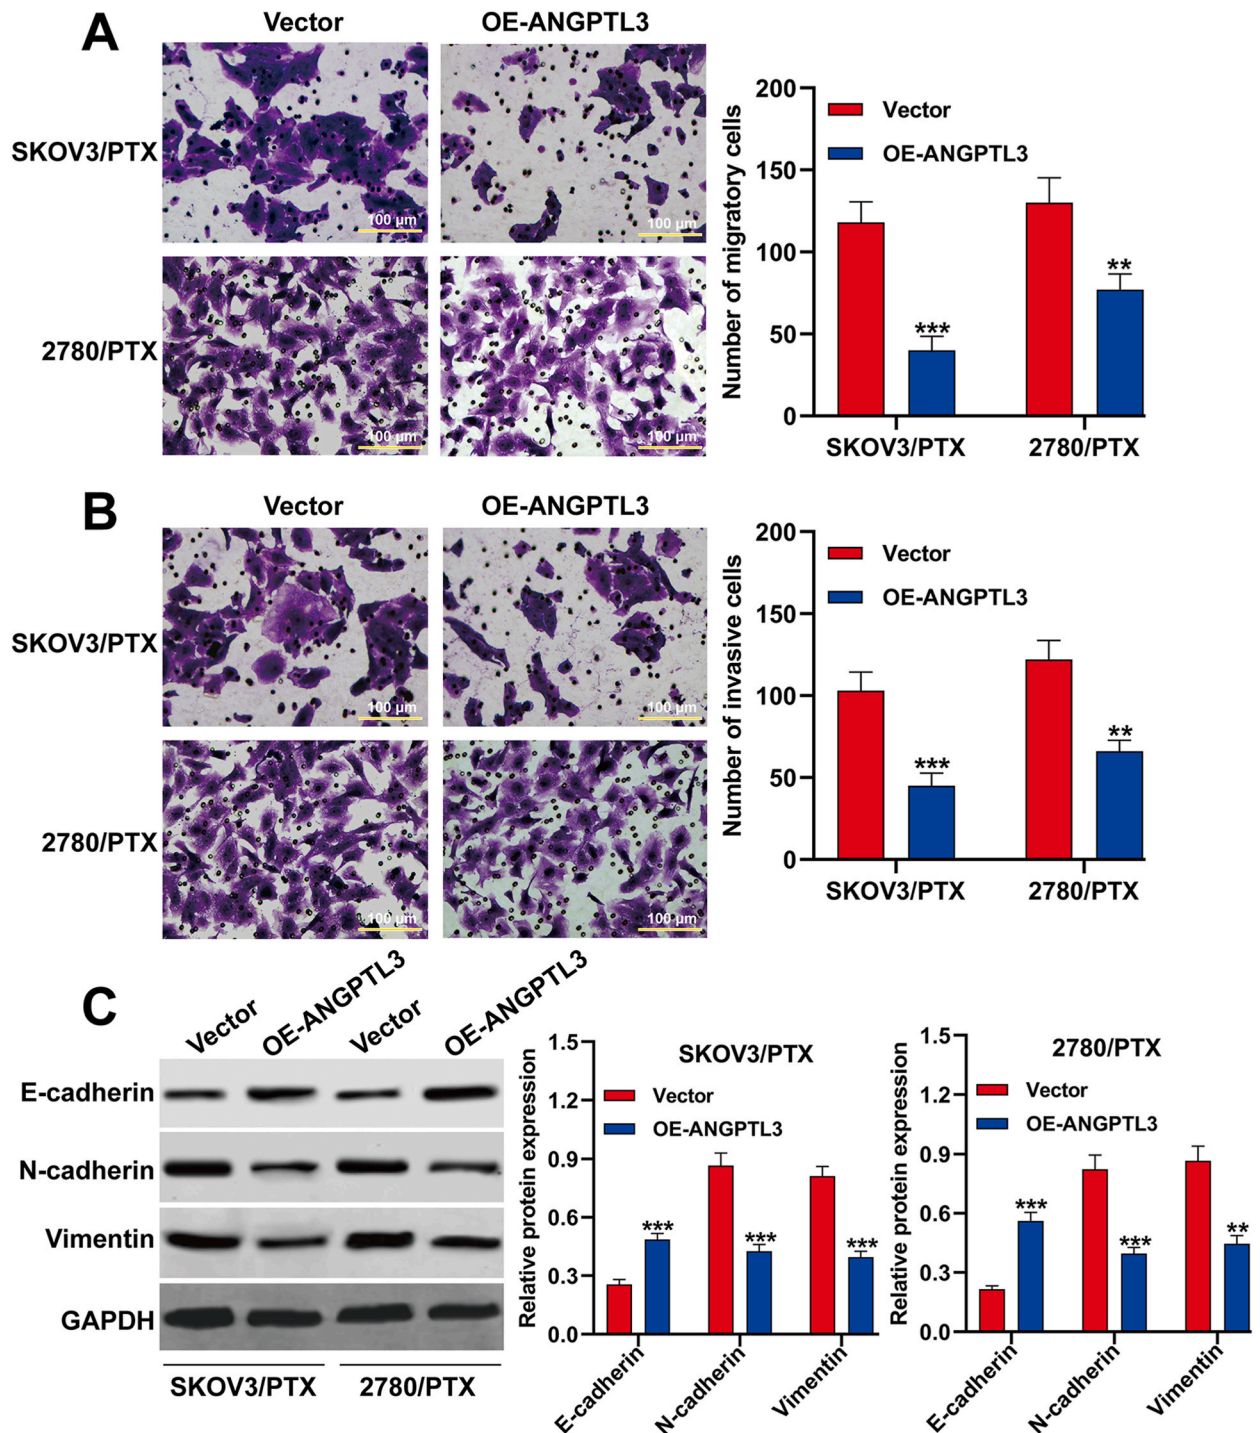 A
Vector
OE-ANGPTL3
SKOV3/PTX
100 µm
100 µm
2780/PTX
100 µm
100 µm
Number of migratory cells
200
150
100
50
0
Vector
OE-ANGPTL3
***
**
SKOV3/PTX
2780/PTX
B
Vector
OE-ANGPTL3
SKOV3/PTX
100 µm
100 µm
2780/PTX
100 µm
100 µm
Number of invasive cells
200
150
100
50
0
Vector
OE-ANGPTL3
***
**
SKOV3/PTX
2780/PTX
C
Vector
OE-ANGPTL3
Vector
OE-ANGPTL3
E-cadherin
N-cadherin
Vimentin
GAPDH
SKOV3/PTX
2780/PTX
Relative protein expression
1.5
1.2
0.9
0.6
0.3
0.0
SKOV3/PTX
Vector
OE-ANGPTL3
***
***
***
E-cadherin
N-cadherin
Vimentin
Relative protein expression
1.5
1.2
0.9
0.6
0.3
0.0
2780/PTX
Vector
OE-ANGPTL3
***
***
**
E-cadherin
N-cadherin
Vimentin